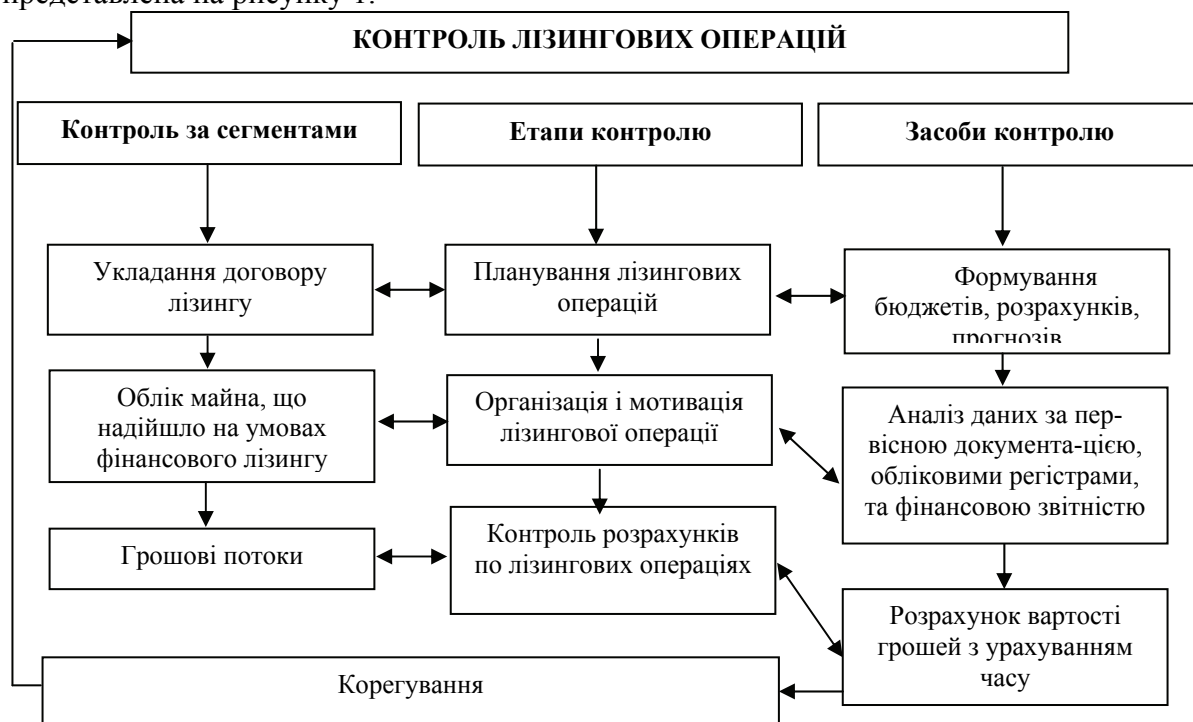 представлена на рисунку 1.
КОНТРОЛЬ ЛІЗИНГОВИХ ОПЕРАЦІЙ
Контроль за сегментами
Етапи контролю
Засоби контролю
Укладання договору
лізингу
Планування лізингових
операцій
Формування
бюджетів, розрахунків,
прогнозів
Облік майна, що
надійшло на умовах
фінансового лізингу
Організація і мотивація
лізингової операції
Аналіз даних за пер-
вісною документа-цією,
обліковими регістрами,
та фінансовою звітністю
Грошові потоки
Контроль розрахунків
по лізингових операціях
Розрахунок вартості
грошей з урахуванням
часу
Корегування